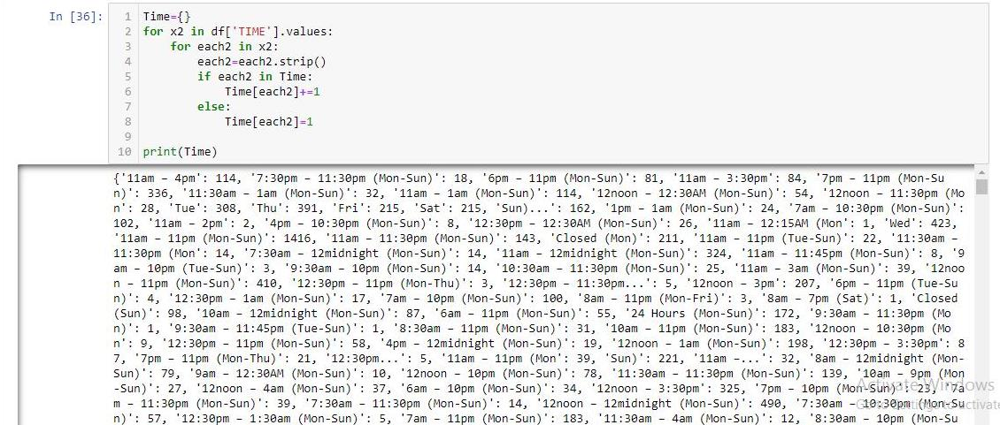 In [36]:
1 Time={}
2 for x2 in df['TIME'].values:
3     for each2 in x2:
4         each2=each2.strip()
5         if each2 in Time:
6             Time[each2]+=1
7         else:
8             Time[each2]=1
9
10 print(Time)
{'11am – 4pm': 114, '7:30pm – 11:30pm (Mon-Sun)': 18, '6pm – 11pm (Mon-Sun)': 81, '11am – 3:30pm': 84, '7pm – 11pm (Mon-Su
n)': 336, '11:30am – 1am (Mon-Sun)': 32, '11am – 1am (Mon-Sun)': 114, '12noon – 12:30AM (Mon-Sun)': 54, '12noon – 11:30pm (Mo
n': 28, 'Tue': 308, 'Thu': 391, 'Fri': 215, 'Sat': 215, 'Sun)...': 162, '1pm – 1am (Mon-Sun)': 24, '7am – 10:30pm (Mon-Sun)':
102, '11am – 2pm': 2, '4pm – 10:30pm (Mon-Sun)': 8, '12:30pm – 12:30AM (Mon-Sun)': 26, '11am – 12:15AM (Mon': 1, 'Wed': 423,
'11am – 11pm (Mon-Sun)': 1416, '11am – 11:30pm (Mon-Sun)': 143, 'Closed (Mon)': 211, '11am – 11pm (Tue-Sun)': 22, '11:30am –
11:30pm (Mon': 14, '7:30am – 12midnight (Mon-Sun)': 14, '11am – 12midnight (Mon-Sun)': 324, '11am – 11:45pm (Mon-Sun)': 8, '9
am – 10pm (Tue-Sun)': 3, '9:30am – 10pm (Mon-Sun)': 14, '10:30am – 11:30pm (Mon-Sun)': 25, '11am – 3am (Mon-Sun)': 39, '12noo
n – 11pm (Mon-Sun)': 410, '12:30pm – 11pm (Mon-Thu)': 3, '12:30pm – 11:30pm...': 5, '12noon – 3pm': 207, '6pm – 11pm (Tue-Su
n)': 4, '12:30pm – 1am (Mon-Sun)': 17, '7am – 10pm (Mon-Sun)': 100, '8am – 11pm (Mon-Fri)': 3, '8am – 7pm (Sat)': 1, 'Closed
(Sun)': 98, '10am – 12midnight (Mon-Sun)': 87, '6am – 11pm (Mon-Sun)': 55, '24 Hours (Mon-Sun)': 172, '9:30am – 11:30pm (Mo
n)': 1, '9:30am – 11:45pm (Tue-Sun)': 1, '8:30am – 11pm (Mon-Sun)': 31, '10am – 11pm (Mon-Sun)': 183, '12noon – 10:30pm (Mo
n': 9, '12:30pm – 11pm (Mon-Sun)': 58, '4pm – 12midnight (Mon-Sun)': 19, '12noon – 1am (Mon-Sun)': 198, '12:30pm – 3:30pm': 8
7, '7pm – 11pm (Mon-Thu)': 21, '12:30pm...': 5, '11am – 11pm (Mon': 39, 'Sun)': 221, '11am –...': 32, '8am – 12midnight (Mon-
Sun)': 79, '9am – 12:30AM (Mon-Sun)': 10, '12noon – 10pm (Mon-Sun)': 78, '11:30am – 11:30pm (Mon-Sun)': 139, '10am – 9pm (Mon
-Sun)': 27, '12noon – 4am (Mon-Sun)': 37, '6am – 10pm (Mon-Sun)': 34, '12noon – 3:30pm': 325, '7pm – 10pm (Mon-Sun)': 23, '7a
m – 11:30pm (Mon-Sun)': 39, '7:30am – 11:30pm (Mon-Sun)': 14, '12noon – 12midnight (Mon-Sun)': 490, '7:30am – 10:30pm (Mon-Su
n)': 57, '12:30pm – 1:30am (Mon-Sun)': 5, '7am – 11pm (Mon-Sun)': 183, '11:30am – 4am (Mon-Sun)': 12, '8:30am – 10pm (Mon-Su
Activate Windows
Go to Settings to activate